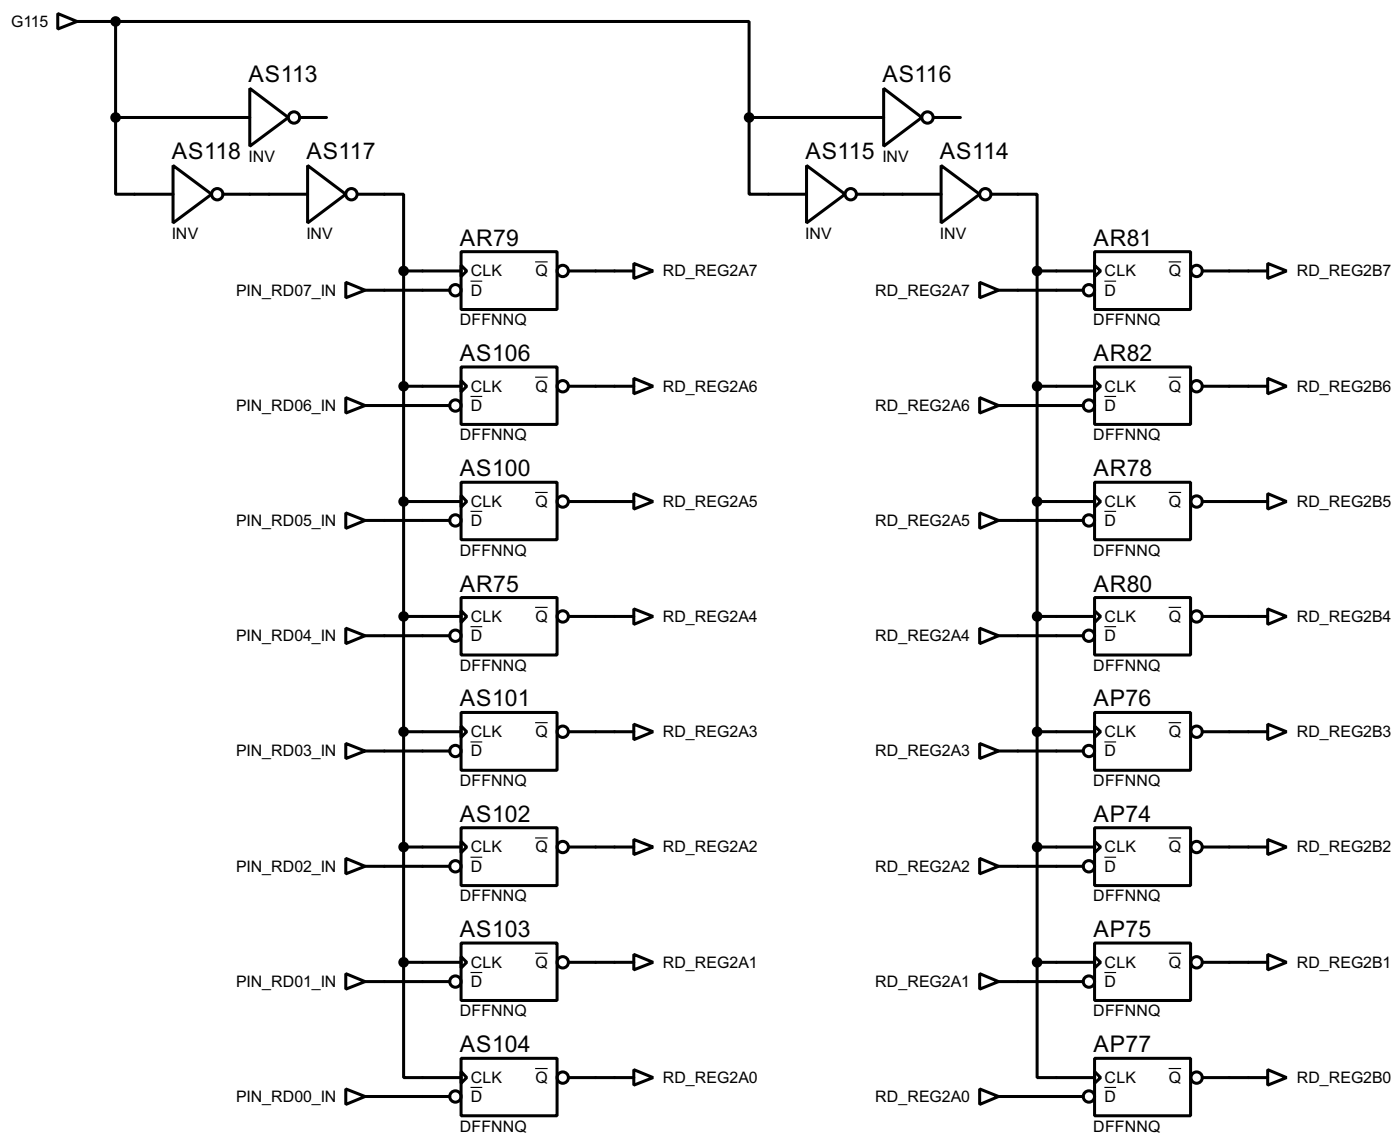 G115
AS113
INV
AS116
INV
AS118
INV
AS117
INV
AS115
INV
AS114
INV
AR79
CLK Q̅
PIN_RD07_IN D̅ RD_REG2A7
DFFNNQ
AR81
CLK Q̅
RD_REG2A7 D̅ RD_REG2B7
DFFNNQ
AS106
CLK Q̅
PIN_RD06_IN D̅ RD_REG2A6
DFFNNQ
AR82
CLK Q̅
RD_REG2A6 D̅ RD_REG2B6
DFFNNQ
AS100
CLK Q̅
PIN_RD05_IN D̅ RD_REG2A5
DFFNNQ
AR78
CLK Q̅
RD_REG2A5 D̅ RD_REG2B5
DFFNNQ
AR75
CLK Q̅
PIN_RD04_IN D̅ RD_REG2A4
DFFNNQ
AR80
CLK Q̅
RD_REG2A4 D̅ RD_REG2B4
DFFNNQ
AS101
CLK Q̅
PIN_RD03_IN D̅ RD_REG2A3
DFFNNQ
AP76
CLK Q̅
RD_REG2A3 D̅ RD_REG2B3
DFFNNQ
AS102
CLK Q̅
PIN_RD02_IN D̅ RD_REG2A2
DFFNNQ
AP74
CLK Q̅
RD_REG2A2 D̅ RD_REG2B2
DFFNNQ
AS103
CLK Q̅
PIN_RD01_IN D̅ RD_REG2A1
DFFNNQ
AP75
CLK Q̅
RD_REG2A1 D̅ RD_REG2B1
DFFNNQ
AS104
CLK Q̅
PIN_RD00_IN D̅ RD_REG2A0
DFFNNQ
AP77
CLK Q̅
RD_REG2A0 D̅ RD_REG2B0
DFFNNQ